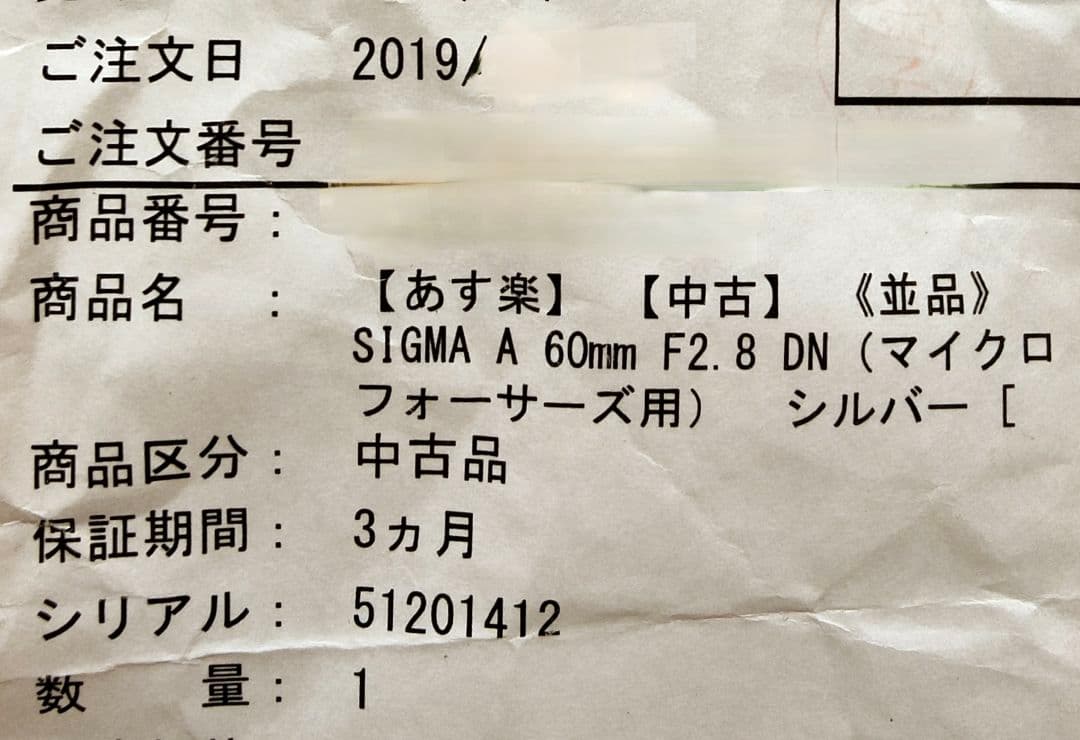 ご注文日 2019/
ご注文番号
商品番号：
商品名 ： 【あす楽】 【中古】 《並品》
SIGMA A 60mm F2.8 DN (マイクロ
フォーサーズ用) シルバー [
商品区分： 中古品
保証期間： 3ヵ月
シリアル： 51201412
数 量： 1